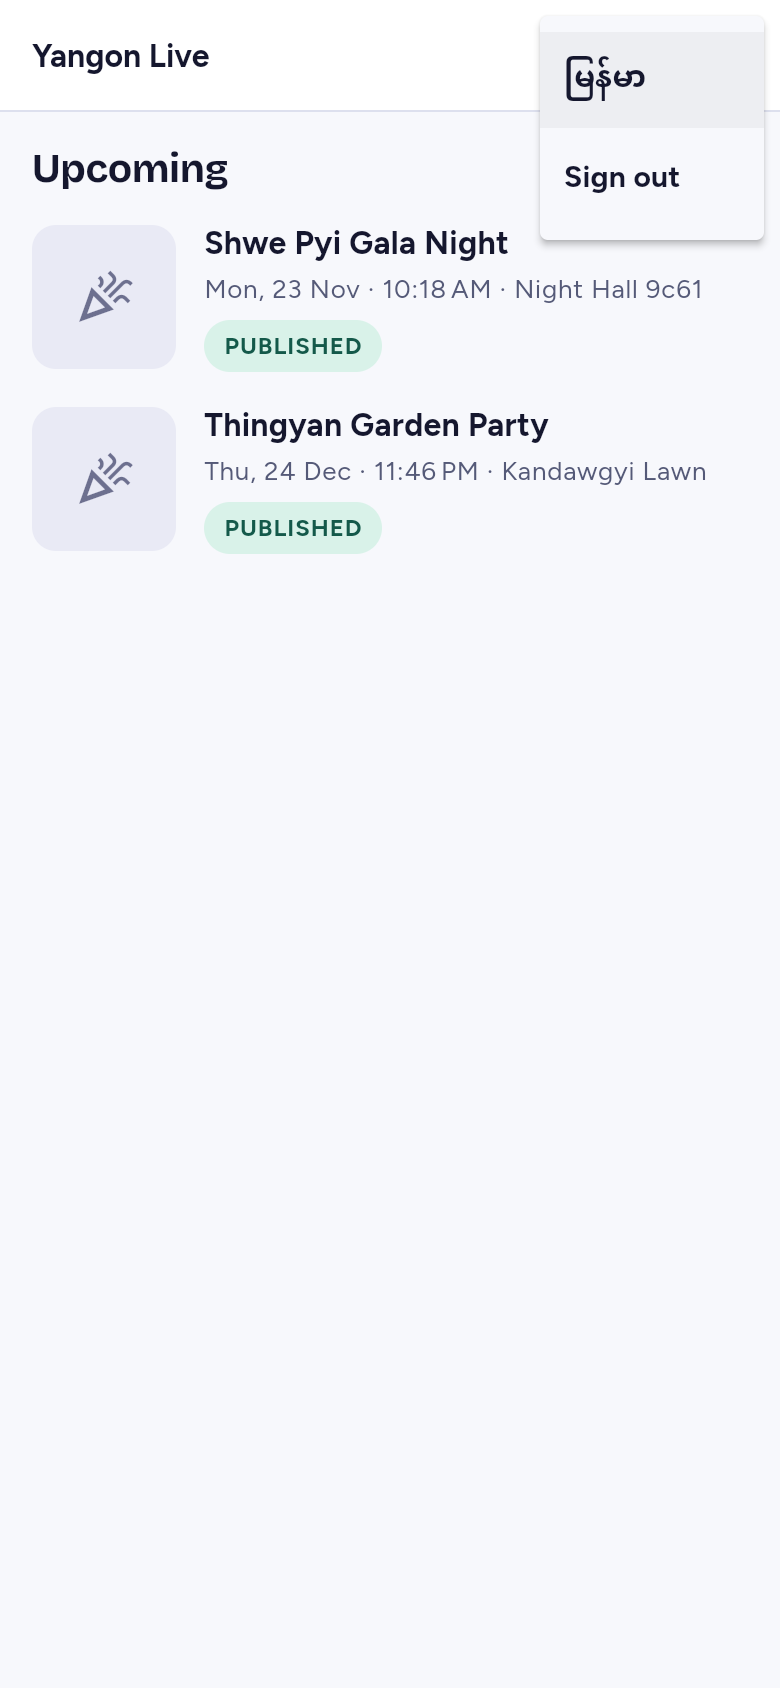 Yangon Live
မြန်မာ
Sign out
Upcoming
Shwe Pyi Gala Night
Mon, 23 Nov · 10:18 AM · Night Hall 9c61
PUBLISHED
Thingyan Garden Party
Thu, 24 Dec · 11:46 PM · Kandawgyi Lawn
PUBLISHED